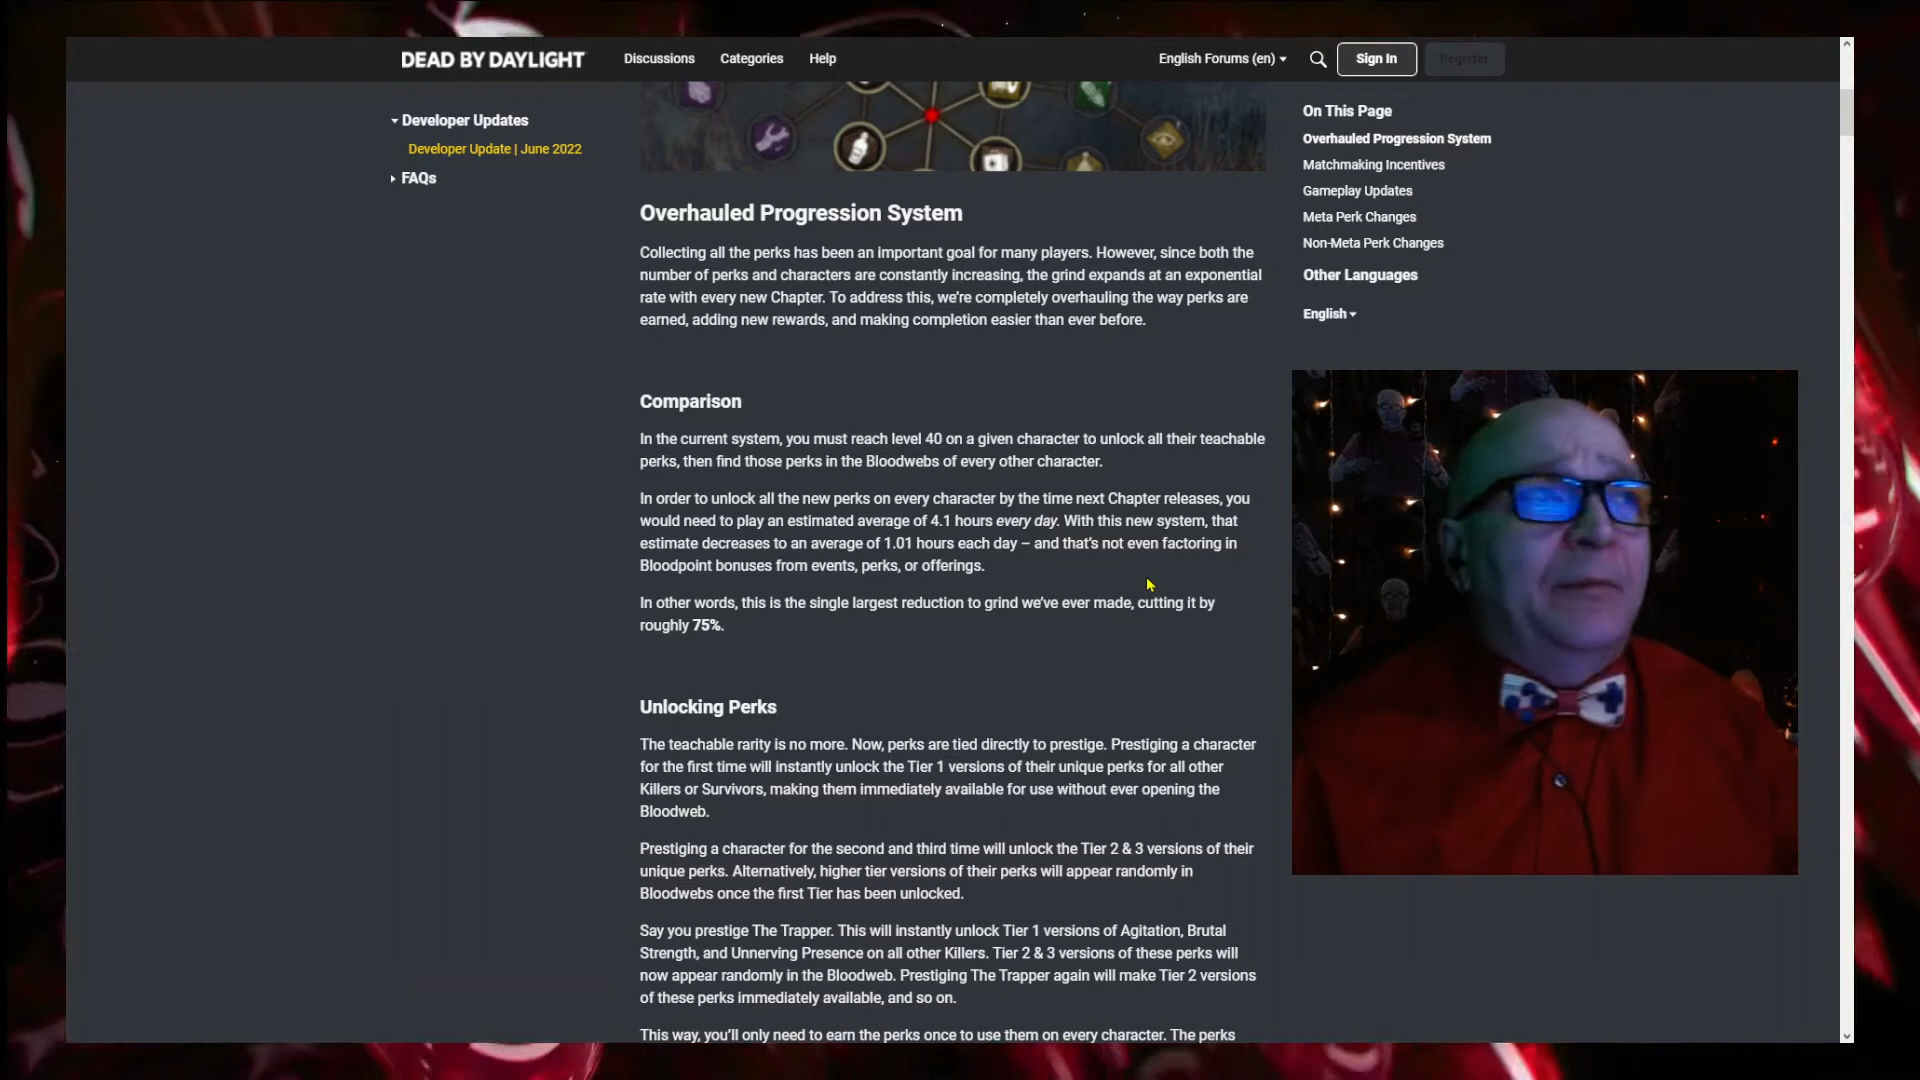 DEAD BY DAYLIGHT
Discussions
Categories
Help
English Forums (en)
Sign In
Register
Developer Updates
Developer Update | June 2022
FAQs
Overhauled Progression System
Collecting all the perks has been an important goal for many players. However, since both the
number of perks and characters are constantly increasing, the grind expands at an exponential
rate with every new Chapter. To address this, we're completely overhauling the way perks are
earned, adding new rewards, and making completion easier than ever before.
Comparison
In the current system, you must reach level 40 on a given character to unlock all their teachable
perks, then find those perks in the Bloodwebs of every other character.
In order to unlock all the new perks on every character by the time next Chapter releases, you
would need to play an estimated average of 4.1 hours every day. With this new system, that
estimate decreases to an average of 1.01 hours each day – and that's not even factoring in
Bloodpoint bonuses from events, perks, or offerings.
In other words, this is the single largest reduction to grind we've ever made, cutting it by
roughly 75%.
Unlocking Perks
The teachable rarity is no more. Now, perks are tied directly to prestige. Prestiging a character
for the first time will instantly unlock the Tier 1 versions of their unique perks for all other
Killers or Survivors, making them immediately available for use without ever opening the
Bloodweb.
Prestiging a character for the second and third time will unlock the Tier 2 & 3 versions of their
unique perks. Alternatively, higher tier versions of their perks will appear randomly in
Bloodwebs once the first Tier has been unlocked.
Say you prestige The Trapper. This will instantly unlock Tier 1 versions of Agitation, Brutal
Strength, and Unnerving Presence on all other Killers. Tier 2 & 3 versions of these perks will
now appear randomly in the Bloodweb. Prestiging The Trapper again will make Tier 2 versions
of these perks immediately available, and so on.
This way, you'll only need to earn the perks once to use them on every character. The perks
On This Page
Overhauled Progression System
Matchmaking Incentives
Gameplay Updates
Meta Perk Changes
Non-Meta Perk Changes
Other Languages
English